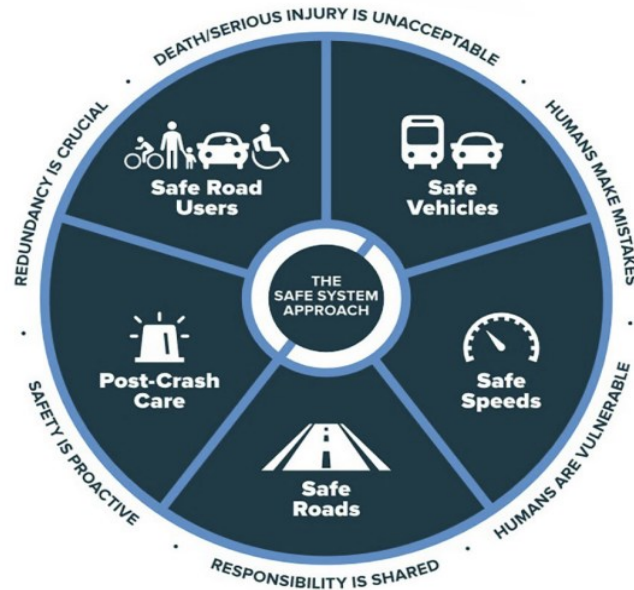 DEATH/SERIOUS INJURY IS UNACCEPTABLE
HUMANS MAKE MISTAKES
HUMANS ARE VULNERABLE
RESPONSIBILITY IS SHARED
SAFETY IS PROACTIVE
REDUNDANCY IS CRUCIAL
Safe Road
Users
Safe
Vehicles
THE
SAFE SYSTEM
APPROACH
Post-Crash
Care
Safe
Speeds
Safe
Roads